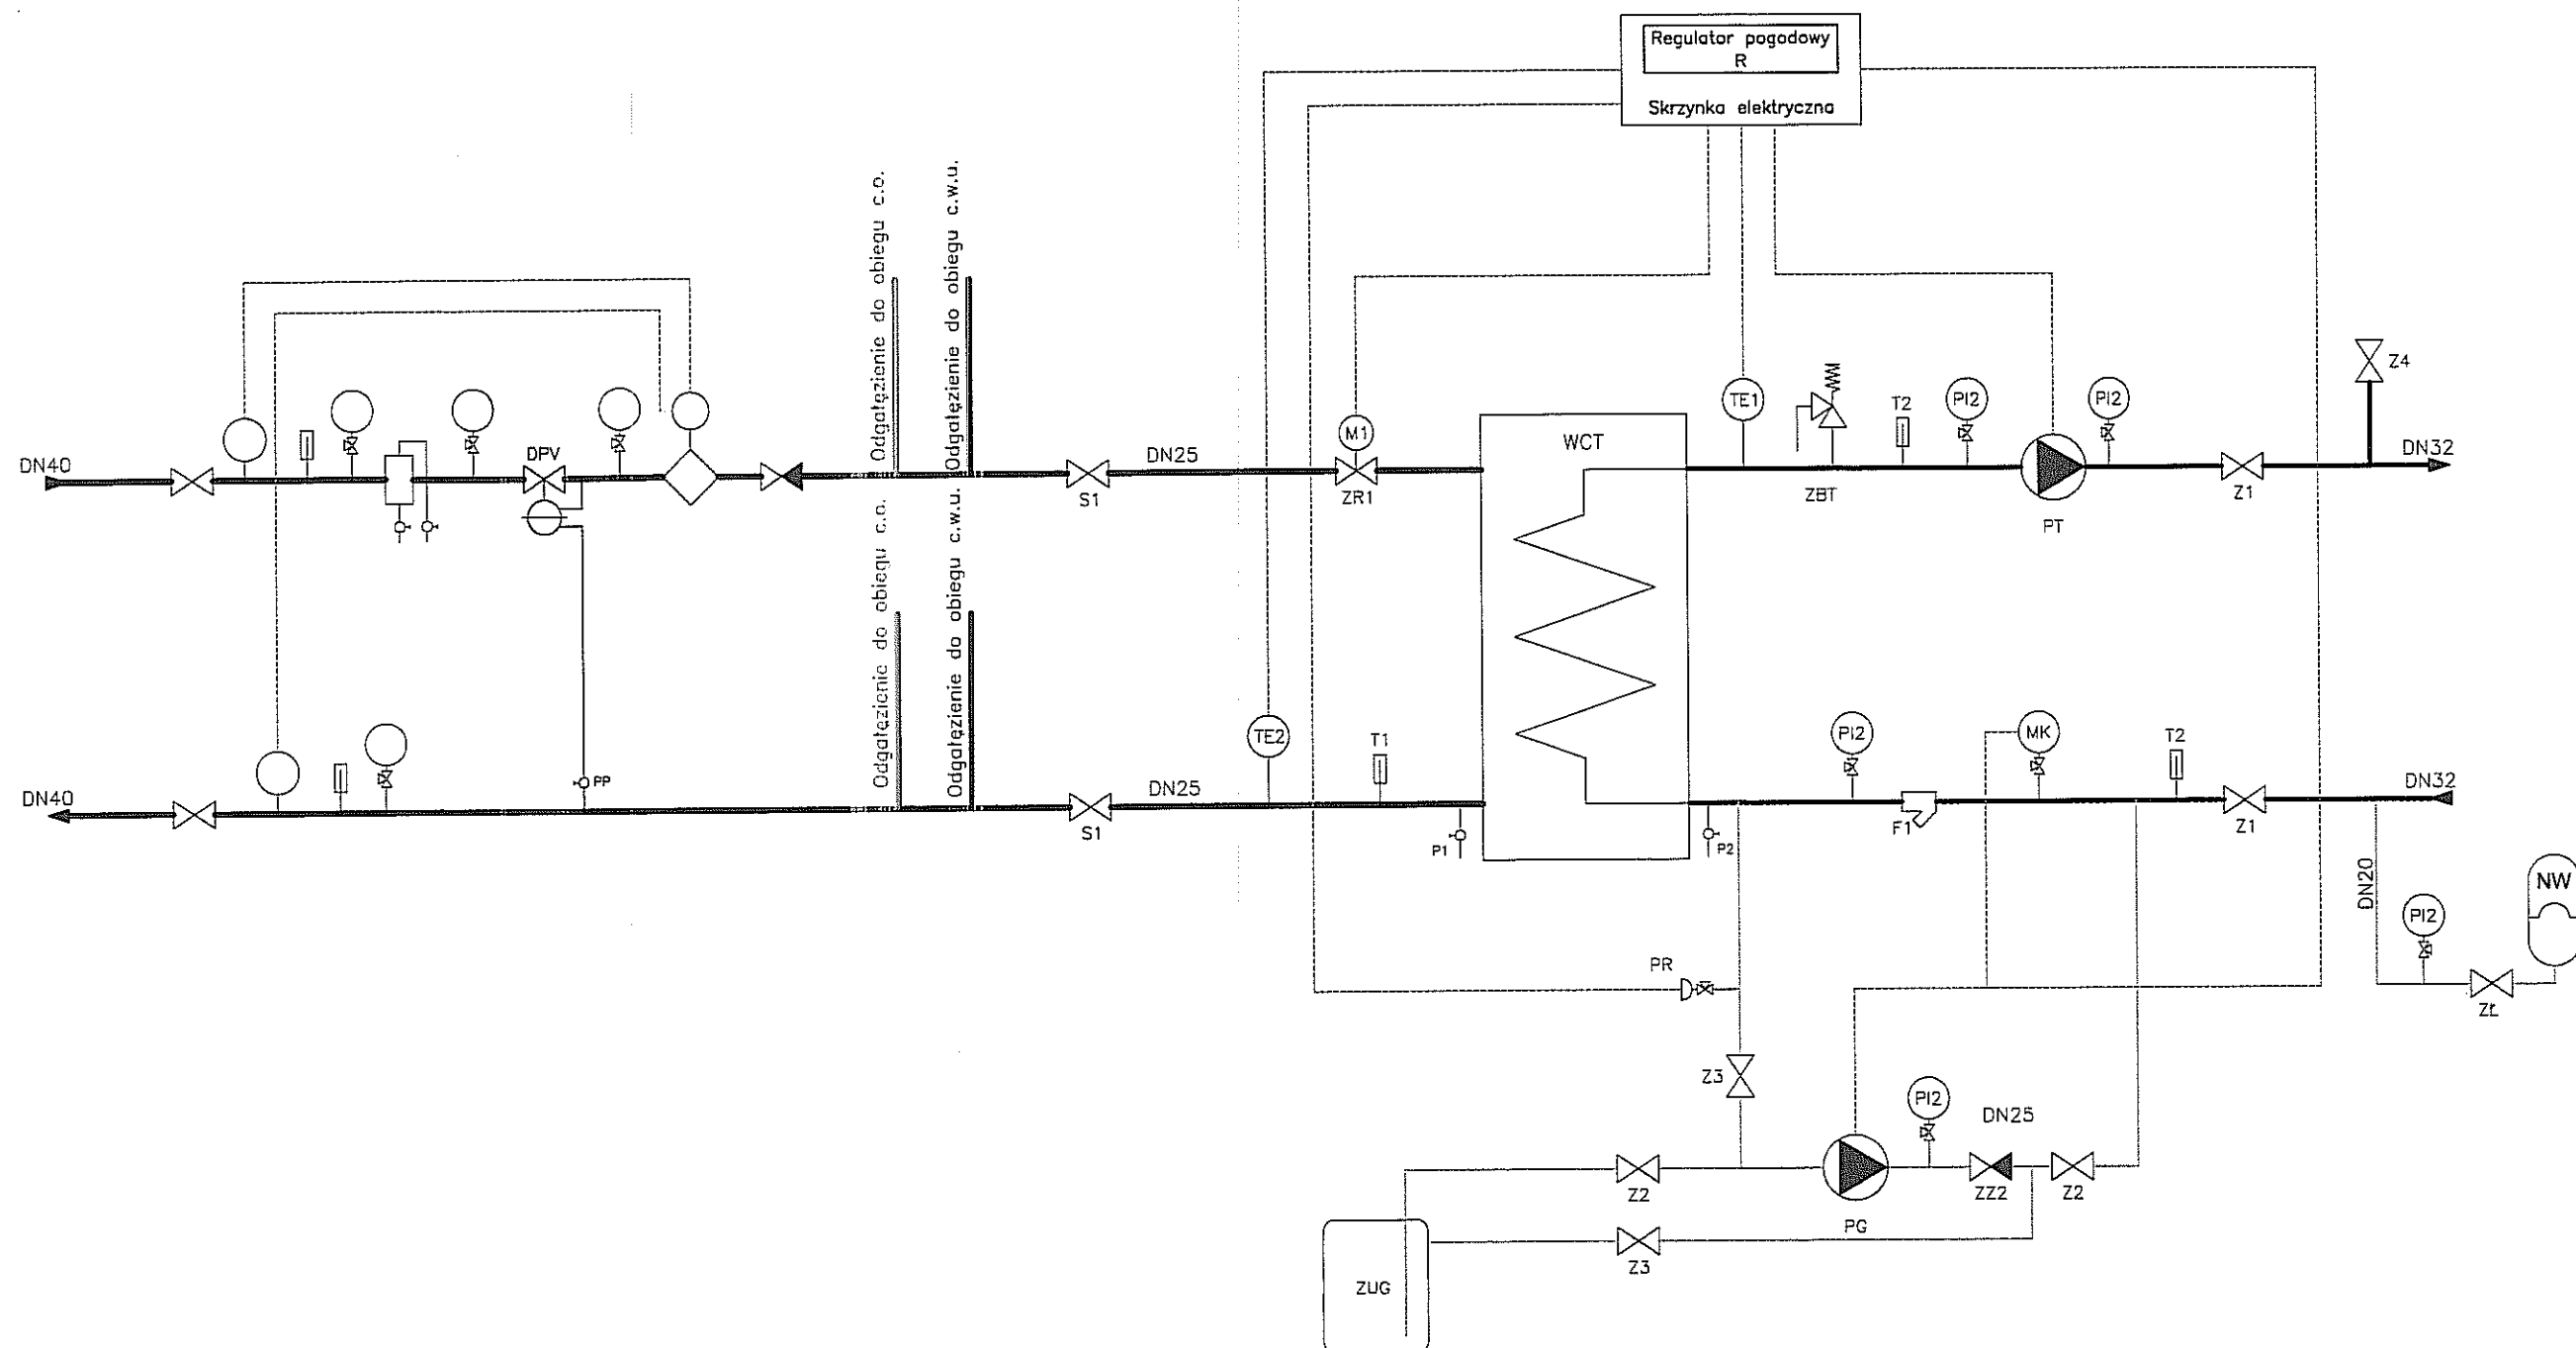 Regulator pogodowy
R
Skrzynka elektryczna
Odgałęzienie do obiegu c.o.
Odgałęzienie do obiegu c.w.u.
DN40
DPV
S1
DN25
M1
ZR1
WCT
TE1
ZBT
T2
PI2
PT
PI2
Z1
Z4
DN32
Odgałęzienie do obiegu c.o.
Odgałęzienie do obiegu c.w.u.
DN40
PP
S1
DN25
TE2
T1
P1
P2
PI2
F1
MK
T2
Z1
DN32
DN20
PI2
NW
ZŁ
PR
Z3
PI2
DN25
Z2
PG
ZZ2
Z2
Z3
ZUG